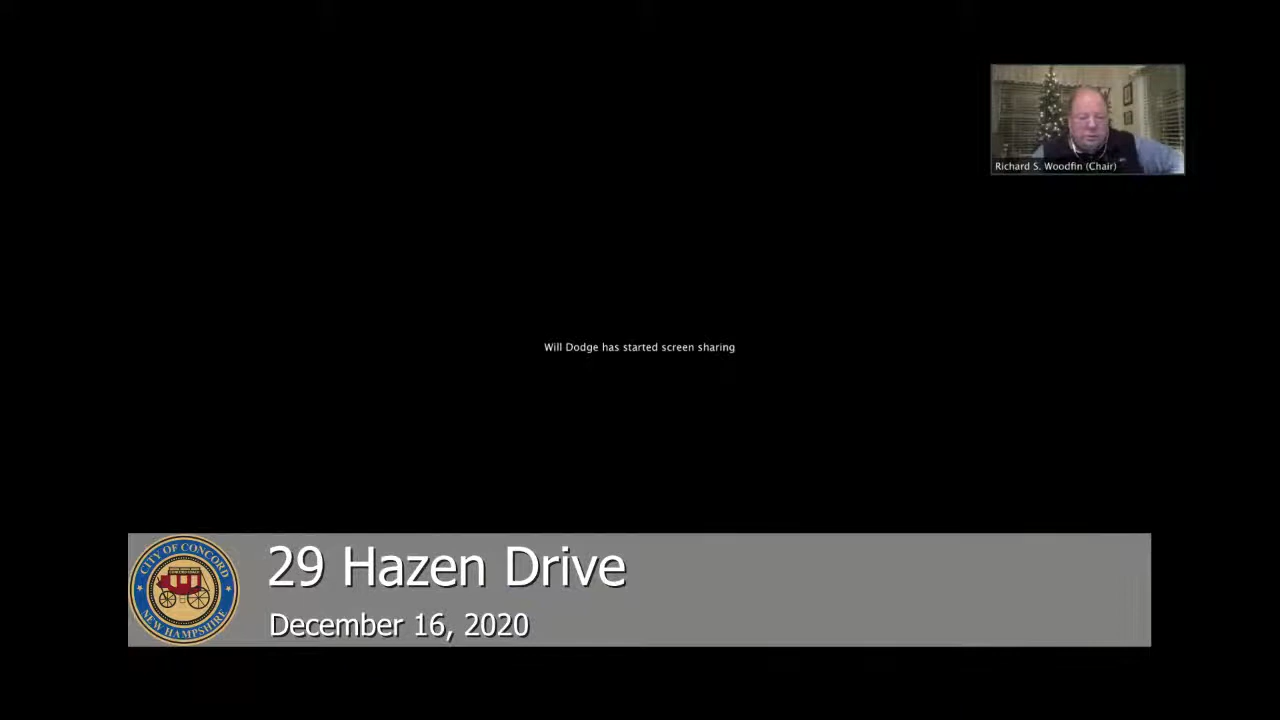 Richard S. Woodfin (Chair)
Will Dodge has started screen sharing
CITY OF CONCORD
NEW HAMPSHIRE
29 Hazen Drive
December 16, 2020